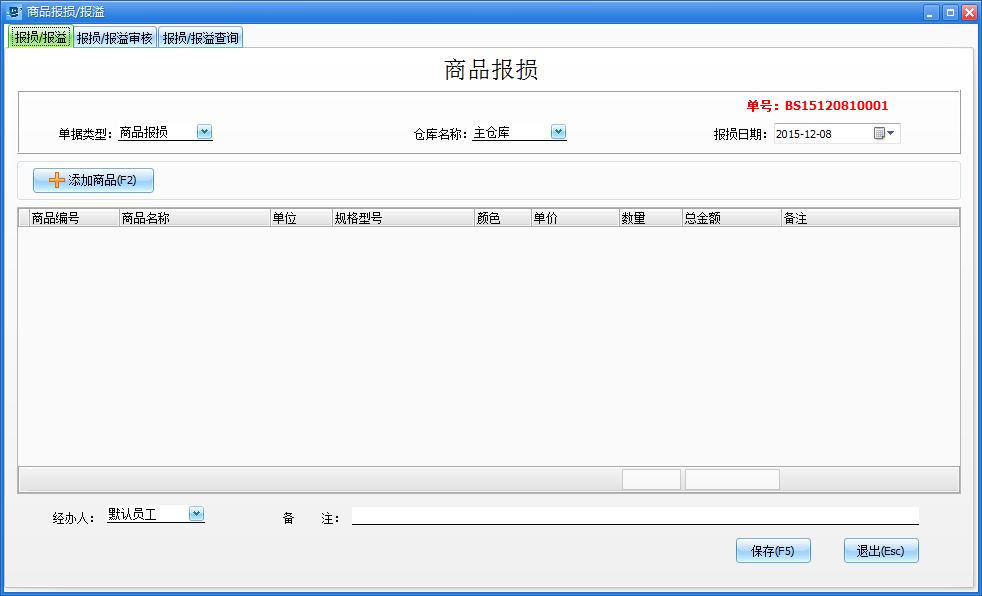 商品报损/报溢
报损/报溢 报损/报溢审核 报损/报溢查询
商品报损
单号：BS15120810001
单据类型： 商品报损 仓库名称： 主仓库 报损日期： 2015-12-08
添加商品(F2)
商品编号 商品名称 单位 规格型号 颜色 单价 数量 总金额 备注
经办人： 默认员工 备 注：
保存(F5) 退出(Esc)